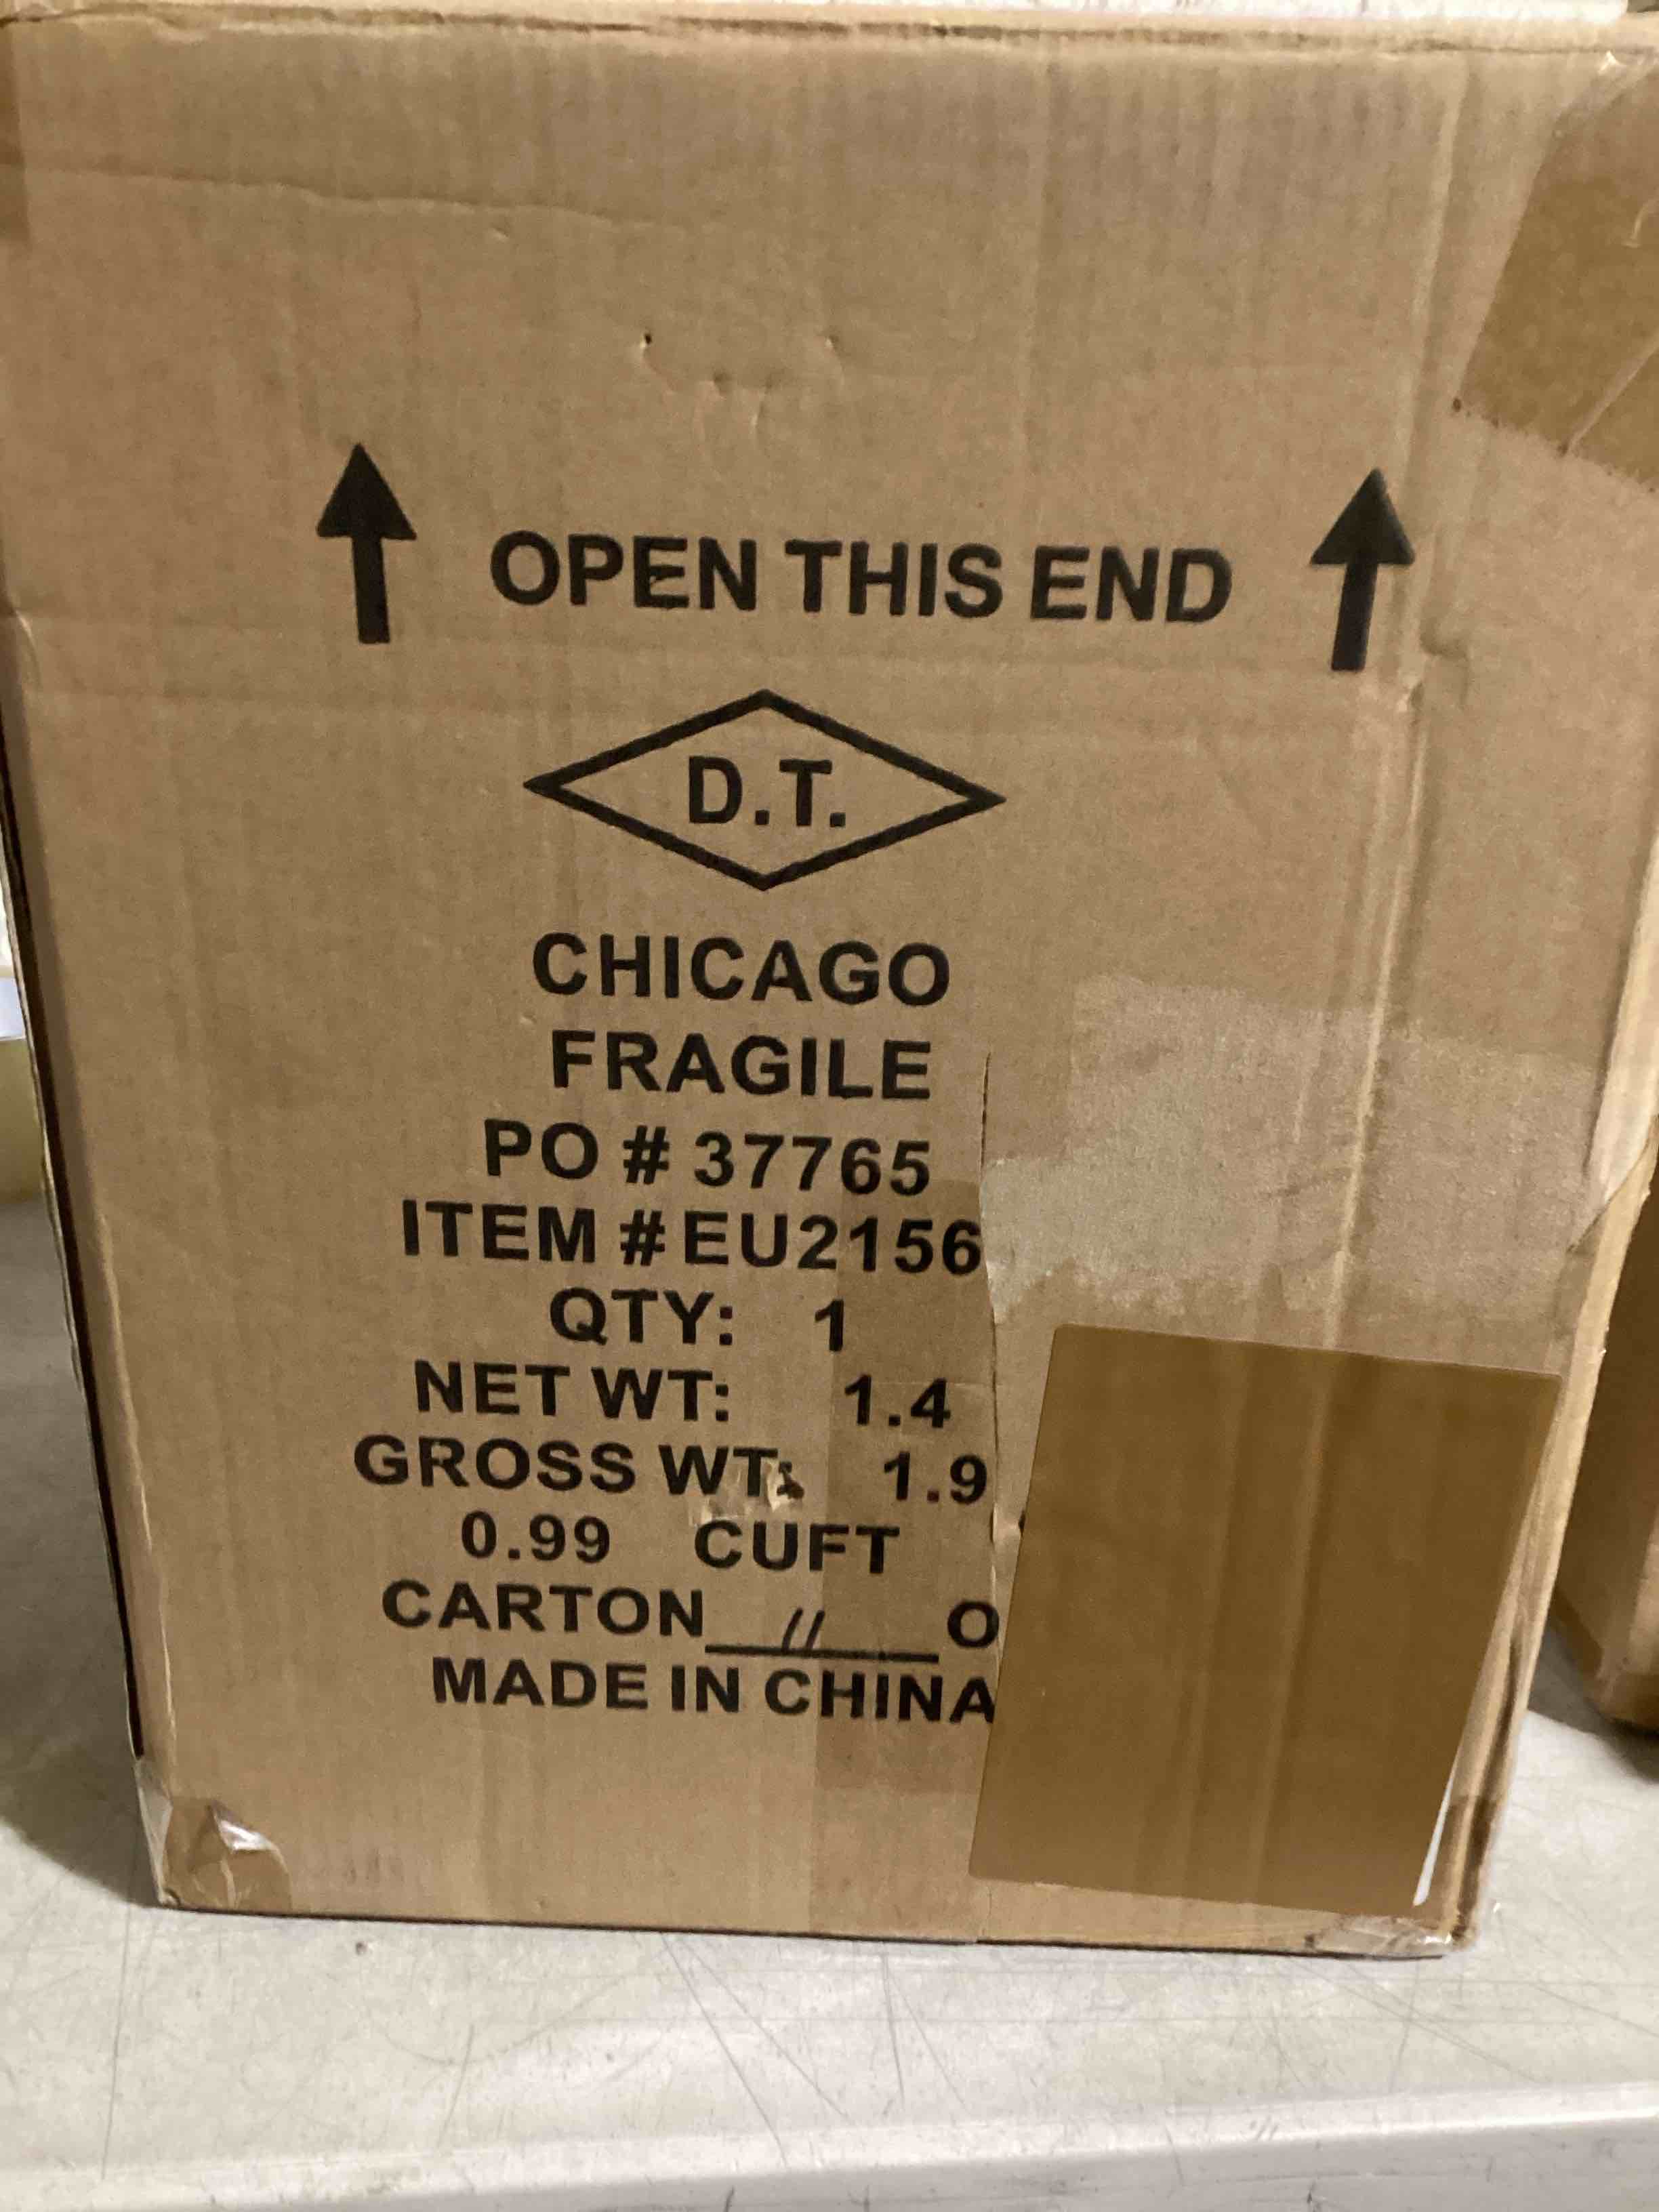 OPEN THIS END
D.T.
CHICAGO
FRAGILE
PO # 37765
ITEM #EU2156
QTY: 1
NET WT: 1.4
GROSS WT: 1.9
0.99 CUFT
CARTON 11 O
MADE IN CHINA